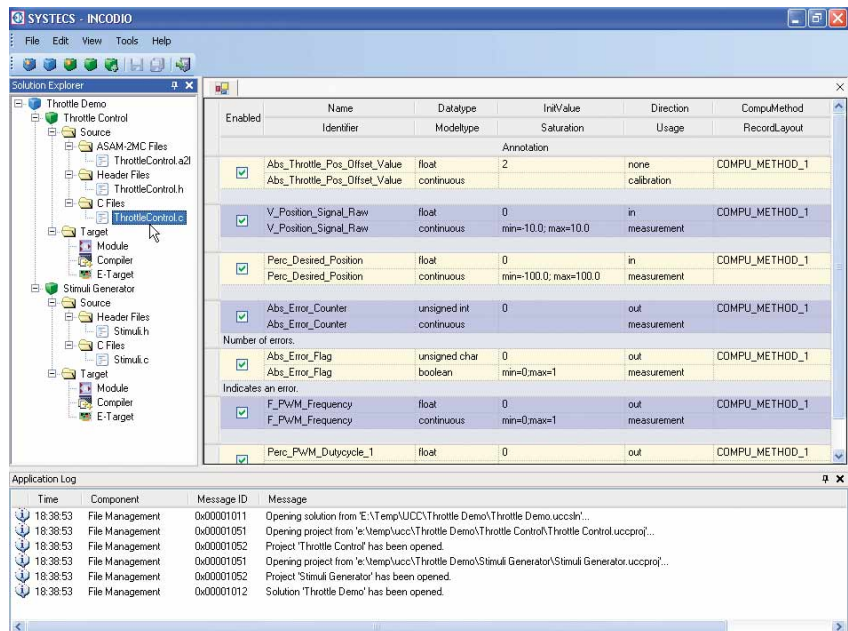 SYSTECS - INCODIO
File Edit View Tools Help
Solution Explorer
Throttle Demo
Throttle Control
Source
ASAM-2MC Files
ThrottleControl.a2l
Header Files
ThrottleControl.h
C Files
ThrottleControl.c
Target
Module
Compiler
E-Target
Stimuli Generator
Source
Header Files
Stimuli.h
C Files
Stimuli.c
Target
Module
Compiler
E-Target
Enabled Name Datatype InitValue Direction CompuMethod
Identifier Modeltype Saturation Usage RecordLayout
Annotation
Abs_Throttle_Pos_Offset_Value float 2 none COMPU_METHOD_1
Abs_Throttle_Pos_Offset_Value continuous calibration
V_Position_Signal_Raw float 0 in COMPU_METHOD_1
V_Position_Signal_Raw continuous min=-10.0; max=10.0 measurement
Perc_Desired_Position float 0 in COMPU_METHOD_1
Perc_Desired_Position continuous min=-100.0; max=100.0 measurement
Abs_Error_Counter unsigned int 0 out COMPU_METHOD_1
Abs_Error_Counter continuous measurement
Number of errors.
Abs_Error_Flag unsigned char 0 out COMPU_METHOD_1
Abs_Error_Flag boolean min=0;max=1 measurement
Indicates an error.
F_PWM_Frequency float 0 out COMPU_METHOD_1
F_PWM_Frequency continuous min=0;max=1 measurement
Perc_PWM_Dutycycle_1 float 0 out COMPU_METHOD_1
Application Log
Time Component Message ID Message
18:38:53 File Management 0x00001011 Opening solution from 'E:\Temp\UCC\Throttle Demo\Throttle Demo.uccsln'...
18:38:53 File Management 0x00001051 Opening project from 'e:\temp\ucc\Throttle Demo\Throttle Control\Throttle Control.uccproj'...
18:38:53 File Management 0x00001052 Project 'Throttle Control' has been opened.
18:38:53 File Management 0x00001051 Opening project from 'e:\temp\ucc\Throttle Demo\Stimuli Generator\Stimuli Generator.uccproj'...
18:38:53 File Management 0x00001052 Project 'Stimuli Generator' has been opened.
18:38:53 File Management 0x00001012 Solution 'Throttle Demo' has been opened.